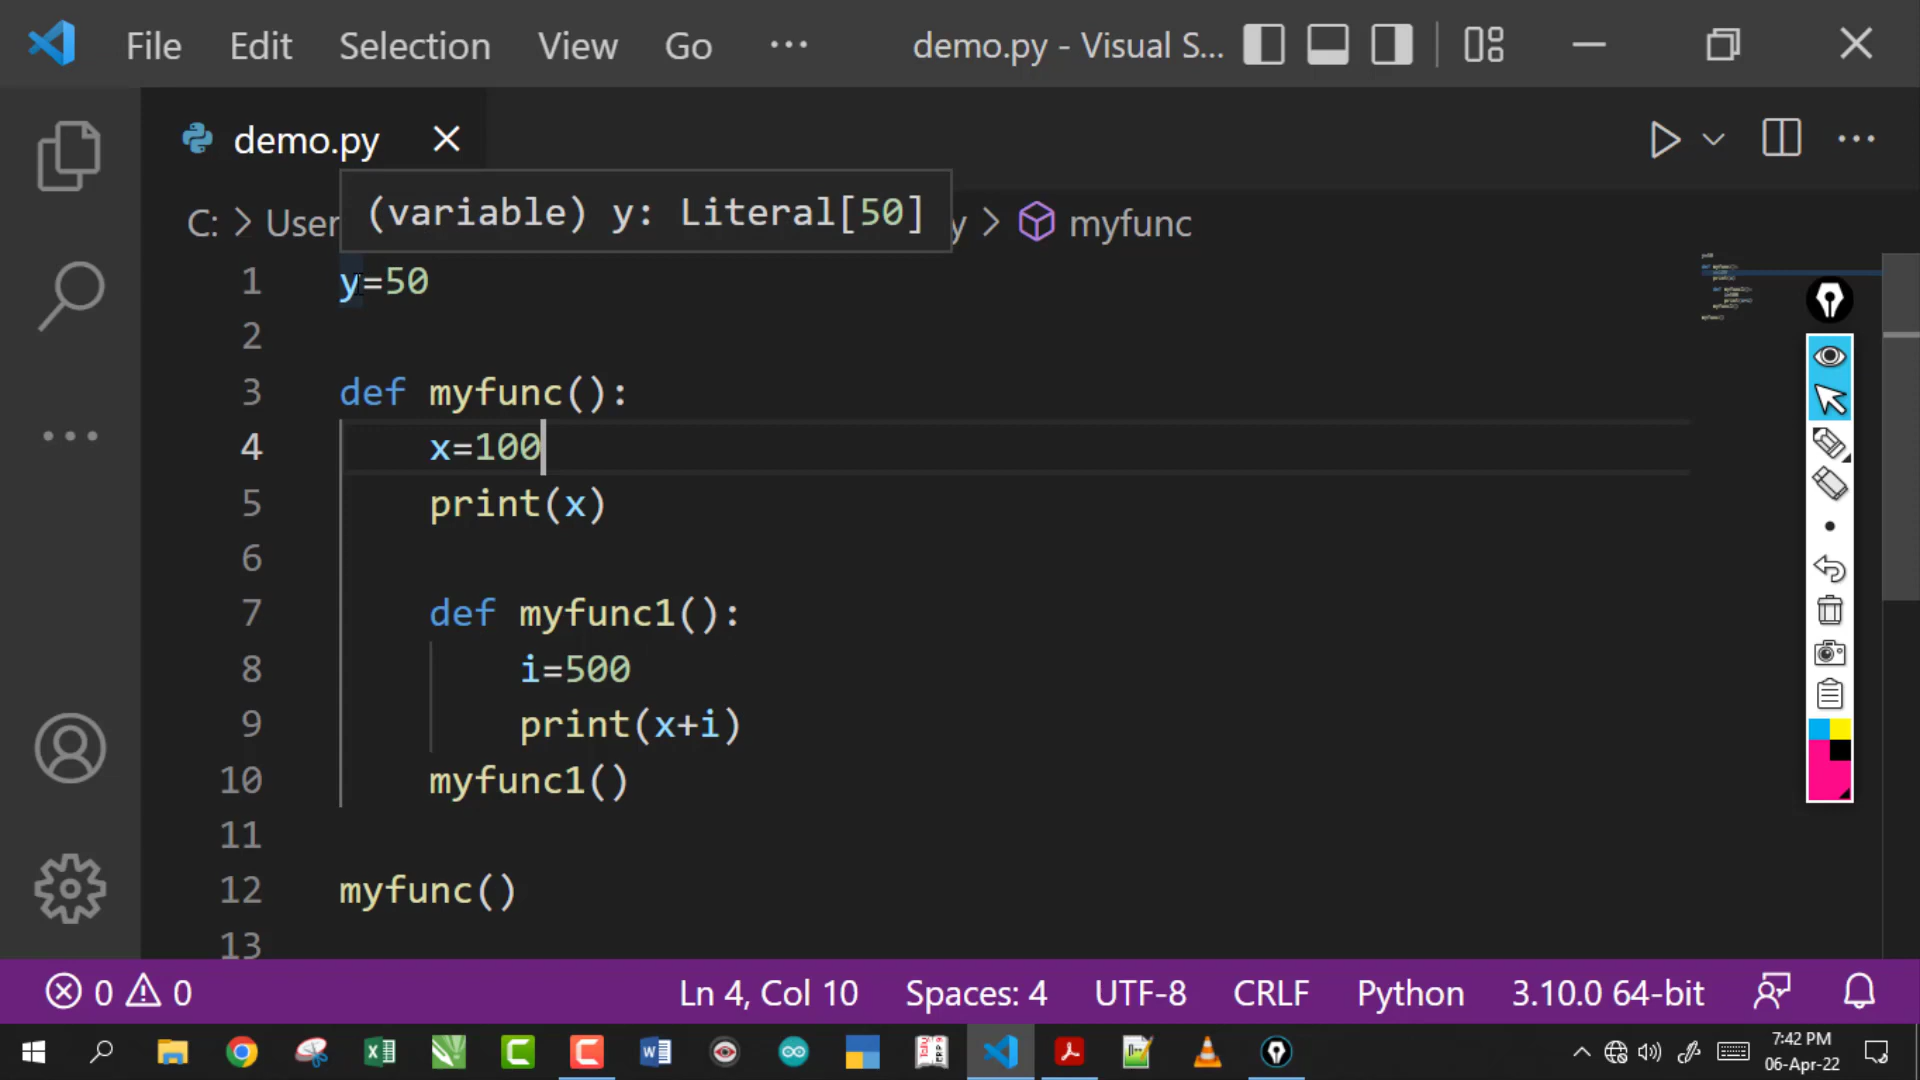 File Edit Selection View Go ··· demo.py - Visual S...
demo.py
(variable) y: Literal[50]
C: > User y > myfunc
1 y=50
2
3 def myfunc():
4 x=100
5 print(x)
6
7 def myfunc1():
8 i=500
9 print(x+i)
10 myfunc1()
11
12 myfunc()
13
0 0 Ln 4, Col 10 Spaces: 4 UTF-8 CRLF Python 3.10.0 64-bit
7:42 PM
06-Apr-22